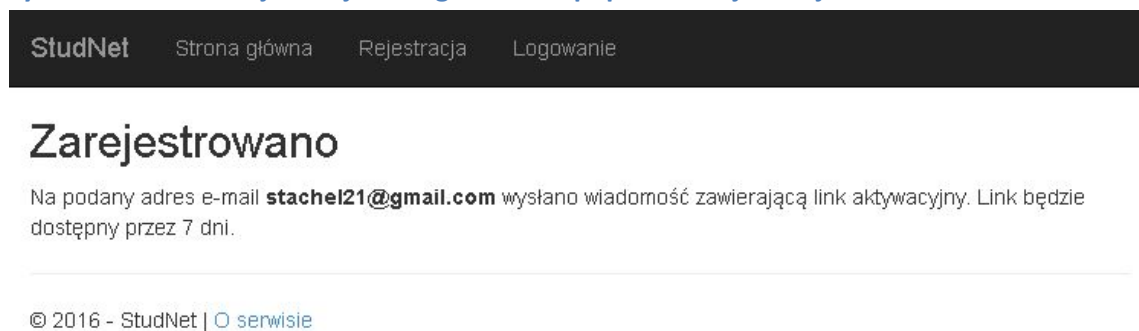 StudNet Strona główna Rejestracja Logowanie
Zarejestrowano
Na podany adres e-mail stachel21@gmail.com wysłano wiadomość zawierającą link aktywacyjny. Link będzie
dostępny przez 7 dni.
© 2016 - StudNet | O serwisie